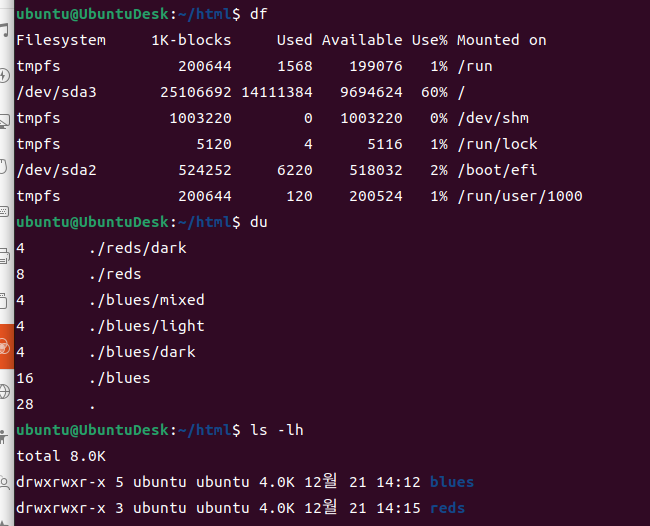 ubuntu@UbuntuDesk:~/html$ df
Filesystem     1K-blocks     Used Available Use% Mounted on
tmpfs             200644     1568    199076   1% /run
/dev/sda3       25106692 14111384   9694624  60% /
tmpfs            1003220        0   1003220   0% /dev/shm
tmpfs               5120        4      5116   1% /run/lock
/dev/sda2         524252     6220    518032   2% /boot/efi
tmpfs             200644      120    200524   1% /run/user/1000
ubuntu@UbuntuDesk:~/html$ du
4       ./reds/dark
8       ./reds
4       ./blues/mixed
4       ./blues/light
4       ./blues/dark
16      ./blues
28      .
ubuntu@UbuntuDesk:~/html$ ls -lh
total 8.0K
drwxrwxr-x 5 ubuntu ubuntu 4.0K 12월 21 14:12 blues
drwxrwxr-x 3 ubuntu ubuntu 4.0K 12월 21 14:15 reds